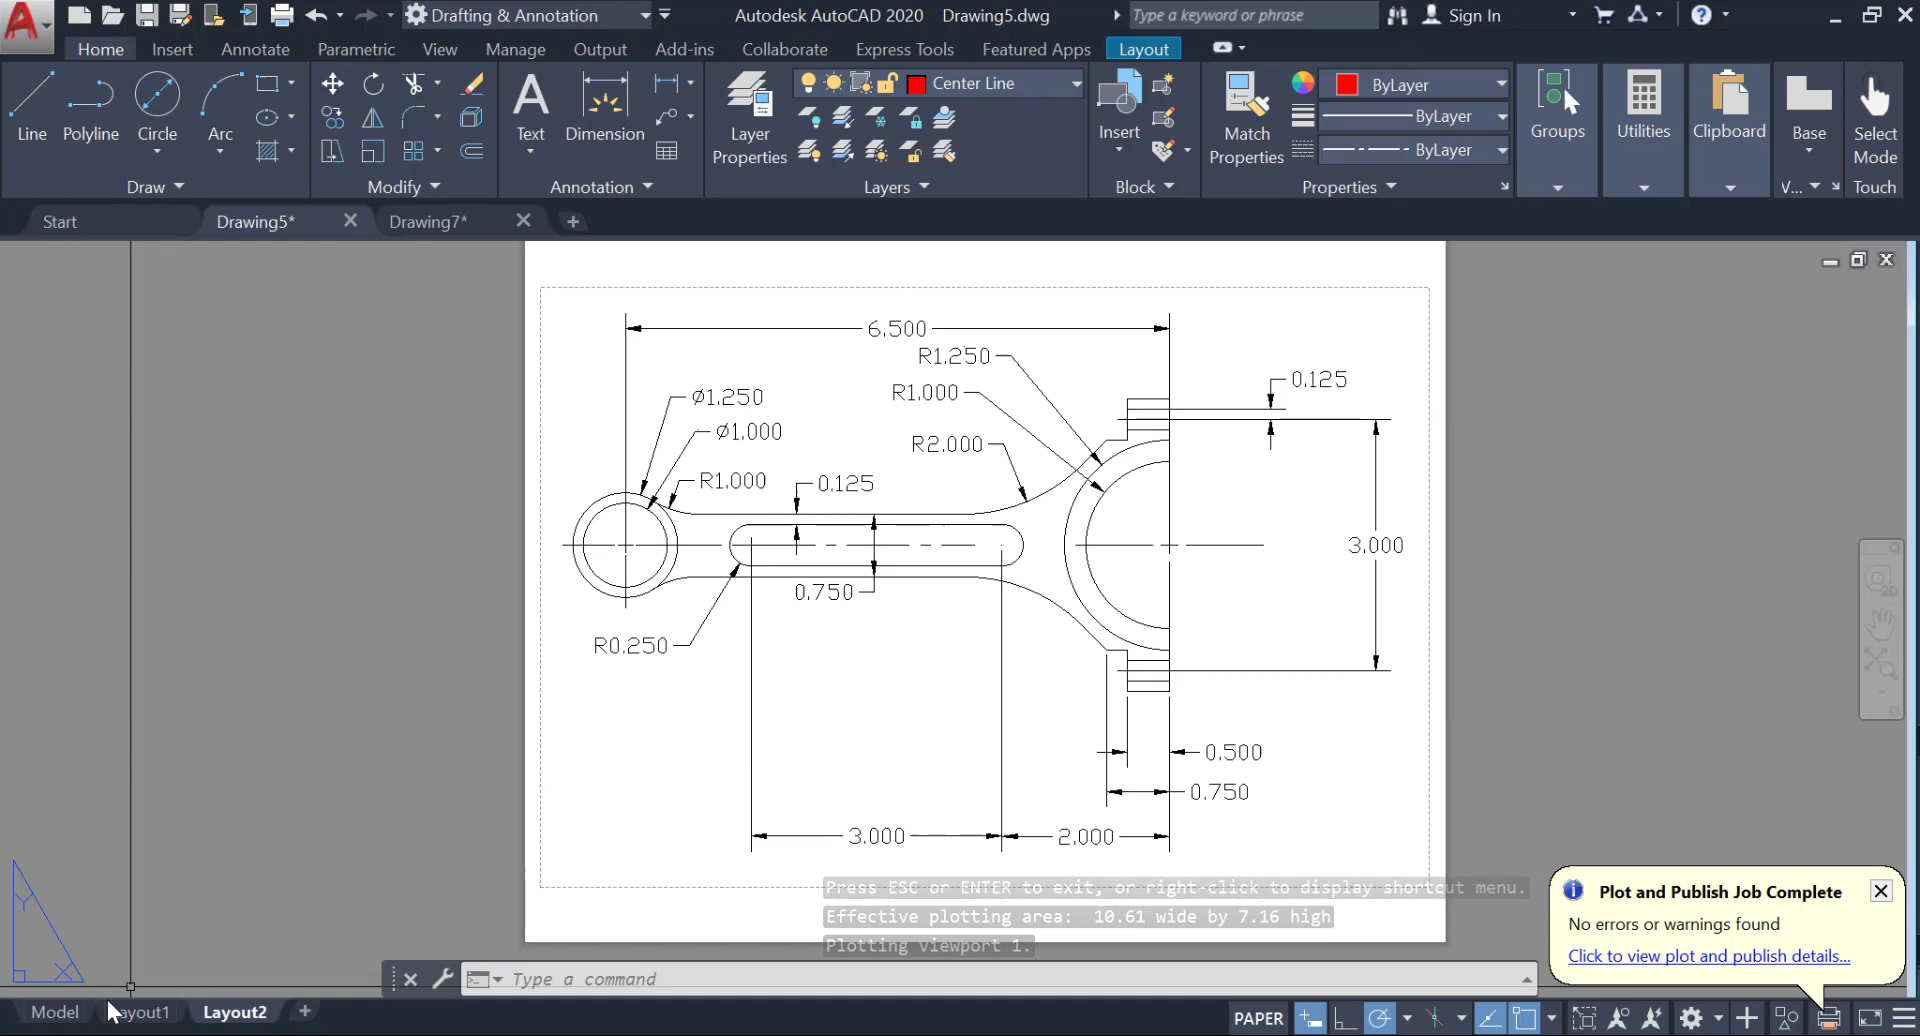 Drafting & Annotation
Autodesk AutoCAD 2020 Drawing5.dwg
Type a keyword or phrase
Sign In
Home Insert Annotate Parametric View Manage Output Add-ins Collaborate Express Tools Featured Apps Layout
Line
Polyline
Circle
Arc
Text
Dimension
Layer
Properties
Center Line
Insert
Match
Properties
ByLayer
ByLayer
ByLayer
Groups
Utilities
Clipboard
Base
Select
Mode
Draw
Modify
Annotation
Layers
Block
Properties
V...
Touch
Start
Drawing5*
Drawing7*
6.500
R1.250
0.125
R1.000
Ø1.250
Ø1.000
R2.000
R1.000
0.125
3.000
0.750
R0.250
0.500
0.750
3.000
2.000
2D
Y
X
Press ESC or ENTER to exit, or right-click to display shortcut menu.
Effective plotting area: 10.61 wide by 7.16 high
Plotting viewport 1.
Type a command
Plot and Publish Job Complete
No errors or warnings found
Click to view plot and publish details...
Model
ayout1
Layout2
PAPER